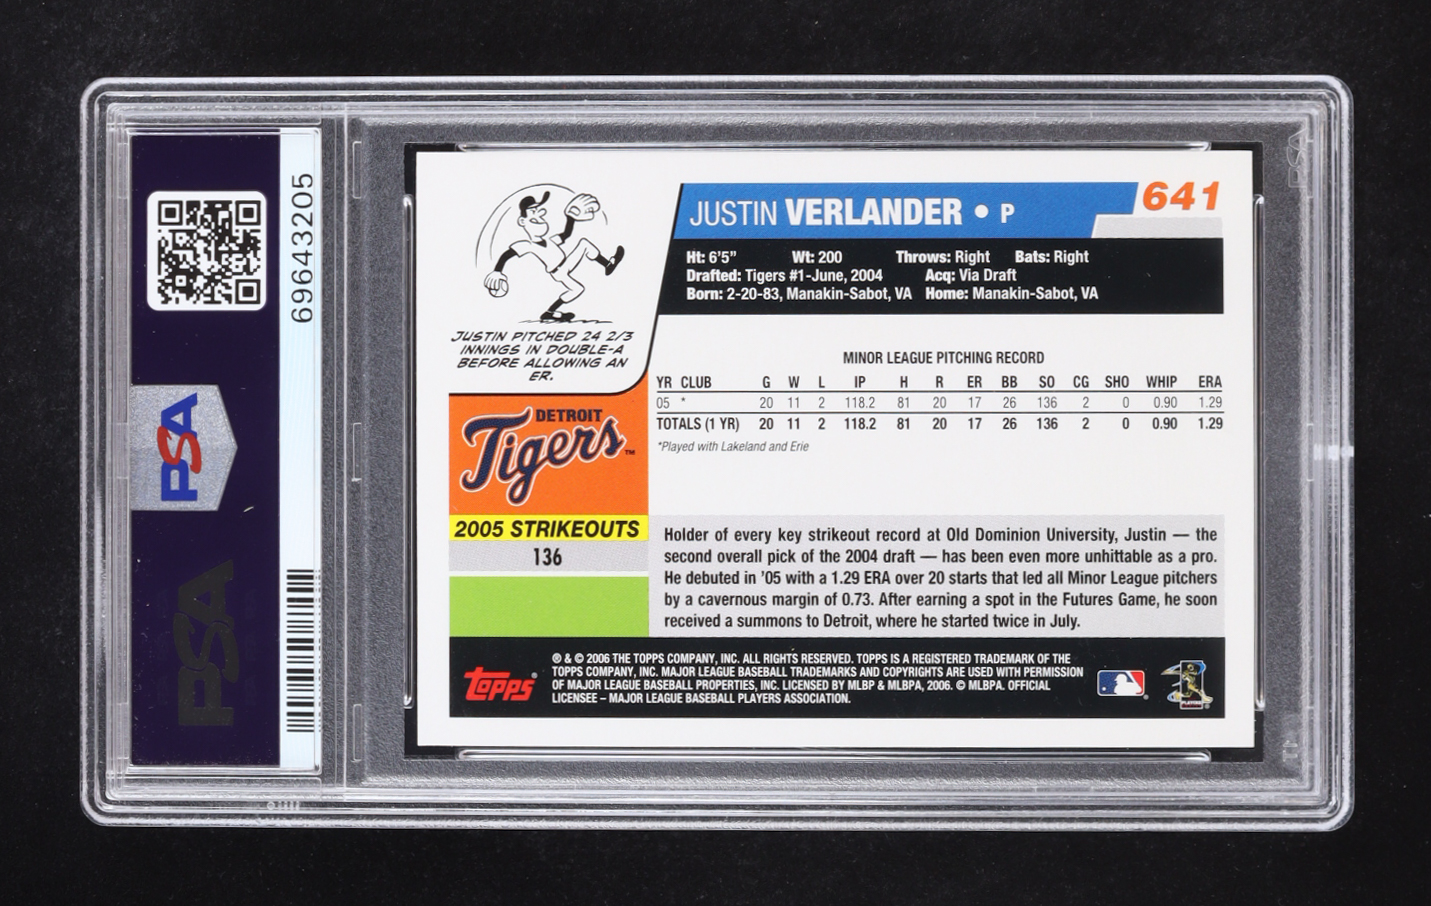 69643205
PSA
PSA
JUSTIN VERLANDER • P
641
Ht: 6'5" Wt: 200 Throws: Right Bats: Right
Drafted: Tigers #1-June, 2004 Acq: Via Draft
Born: 2-20-83, Manakin-Sabot, VA Home: Manakin-Sabot, VA
JUSTIN PITCHED 24 2/3
INNINGS IN DOUBLE-A
BEFORE ALLOWING AN
ER.
MINOR LEAGUE PITCHING RECORD
YR CLUB G W L IP H R ER BB SO CG SHO WHIP ERA
05 * 20 11 2 118.2 81 20 17 26 136 2 0 0.90 1.29
TOTALS (1 YR) 20 11 2 118.2 81 20 17 26 136 2 0 0.90 1.29
*Played with Lakeland and Erie
DETROIT
Tigers™
2005 STRIKEOUTS
136
Holder of every key strikeout record at Old Dominion University, Justin — the
second overall pick of the 2004 draft — has been even more unhittable as a pro.
He debuted in '05 with a 1.29 ERA over 20 starts that led all Minor League pitchers
by a cavernous margin of 0.73. After earning a spot in the Futures Game, he soon
received a summons to Detroit, where he started twice in July.
Topps®
® & © 2006 THE TOPPS COMPANY, INC. ALL RIGHTS RESERVED. TOPPS IS A REGISTERED TRADEMARK OF THE
TOPPS COMPANY, INC. MAJOR LEAGUE BASEBALL TRADEMARKS AND COPYRIGHTS ARE USED WITH PERMISSION
OF MAJOR LEAGUE BASEBALL PROPERTIES, INC. LICENSED BY MLBP & MLBPA, 2006. © MLBPA. OFFICIAL
LICENSEE – MAJOR LEAGUE BASEBALL PLAYERS ASSOCIATION.
PLAYERS
PSA